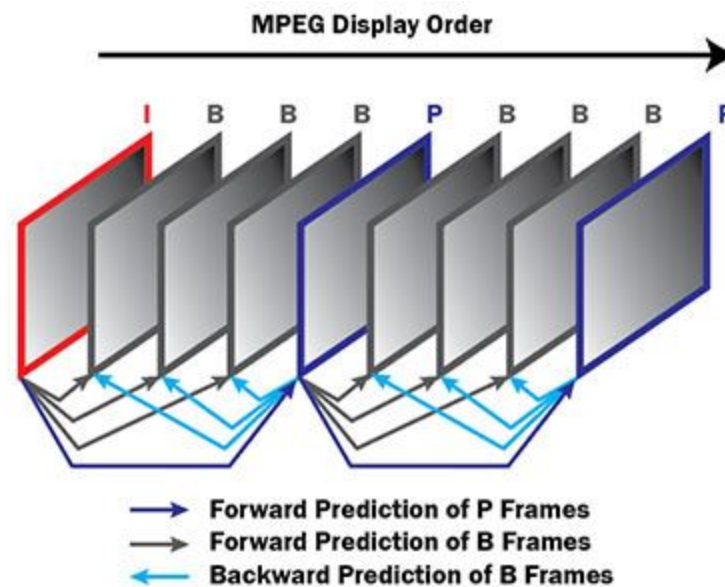 MPEG Display Order
I B B B P B B B P
Forward Prediction of P Frames
Forward Prediction of B Frames
Backward Prediction of B Frames